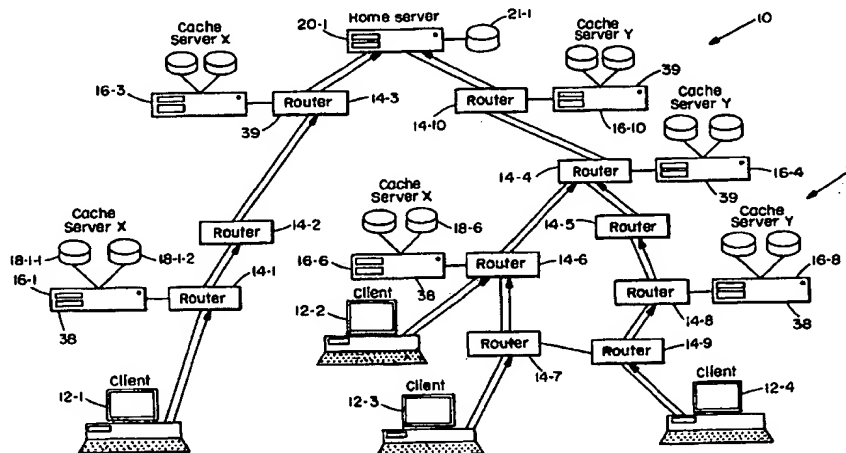 Home server
20-1
21-1
10
Cache
Server X
Cache
Server Y
16-3
Router
14-3
39
39
Router
14-10
16-10
Cache
Server Y
14-4
Router
16-4
39
Cache
Server X
18-6
Cache
Server X
18-1-1
18-1-2
16-1
38
Router
14-2
Router
14-1
14-5
Router
Cache
Server Y
16-6
38
Router
14-6
16-8
38
Router
14-8
Client
12-2
Router
14-7
Router
14-9
Client
12-1
Client
12-3
Client
12-4